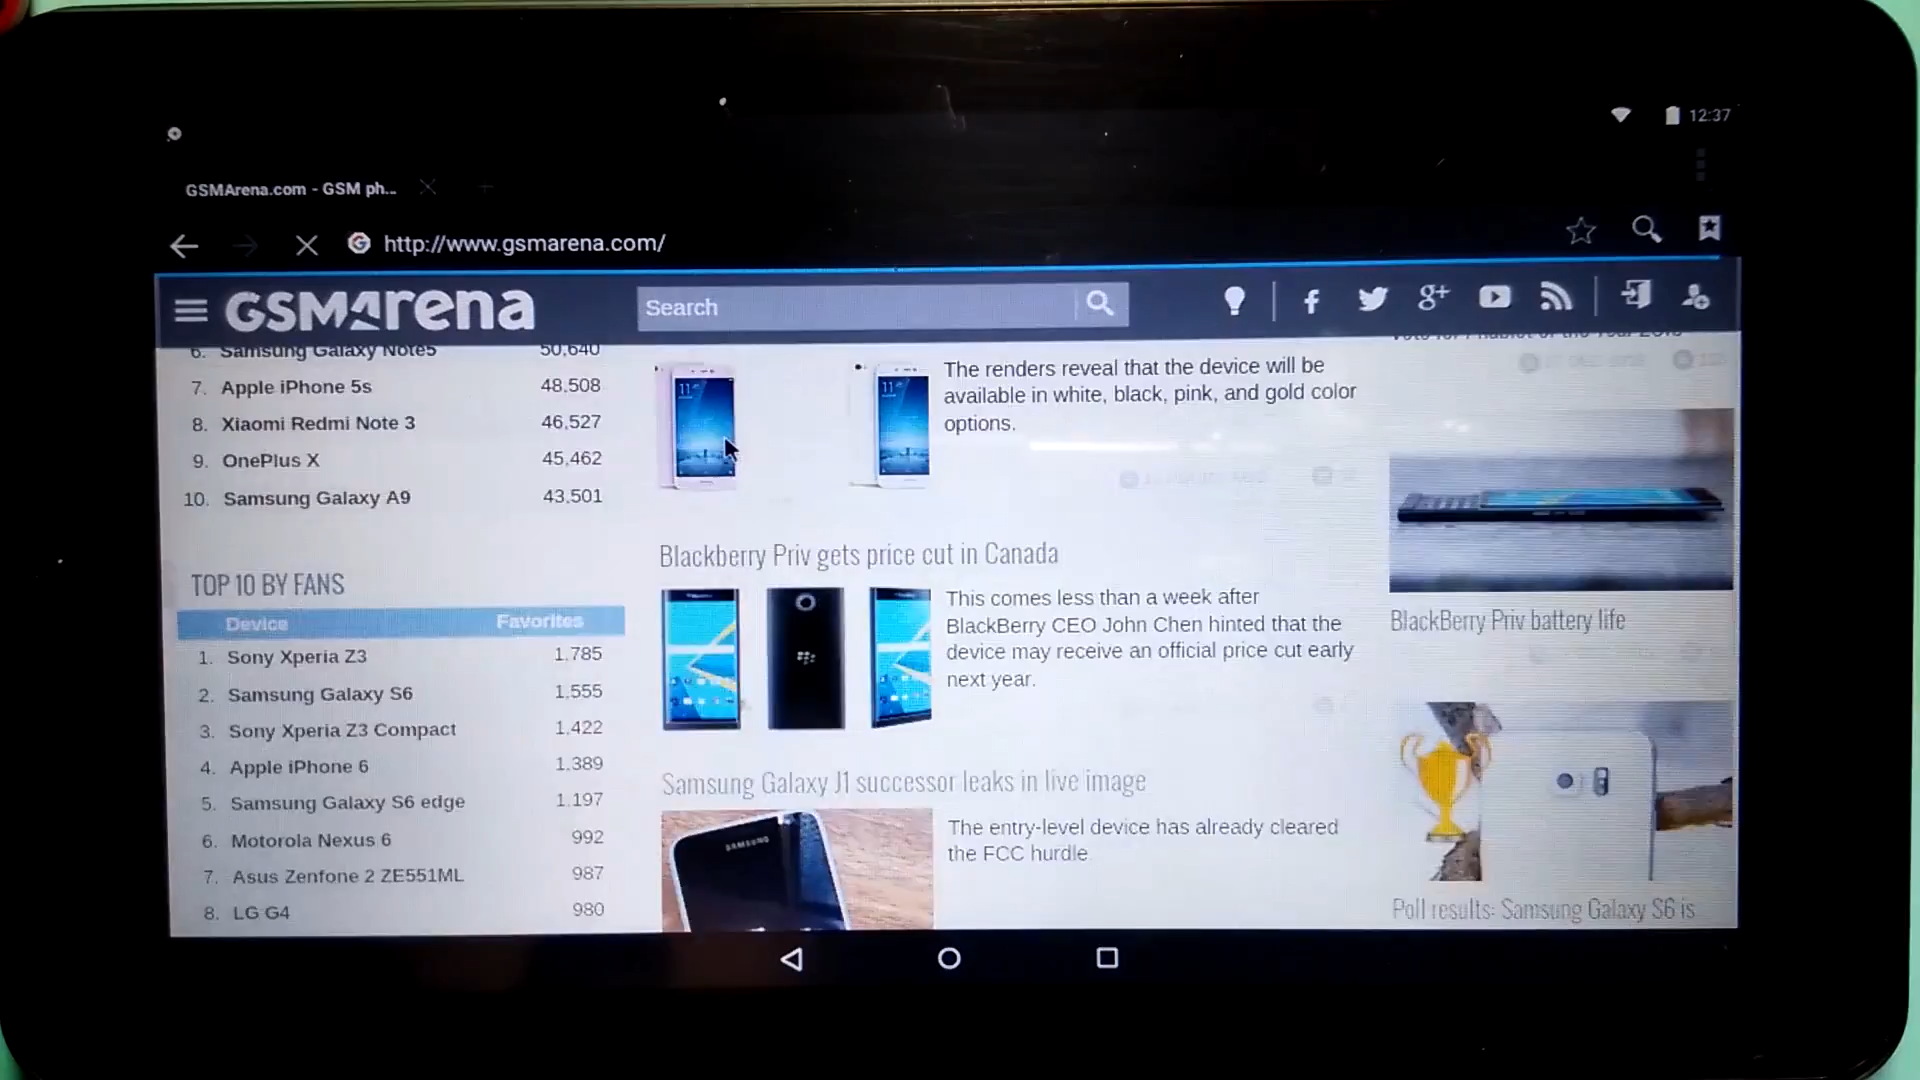 12:37
GSMArena.com - GSM ph...
http://www.gsmarena.com/
GSMArena
Search
6. Samsung Galaxy Note5 50,640
7. Apple iPhone 5s 48,508
8. Xiaomi Redmi Note 3 46,527
9. OnePlus X 45,462
10. Samsung Galaxy A9 43,501
TOP 10 BY FANS
Device Favorites
1. Sony Xperia Z3 1,785
2. Samsung Galaxy S6 1,555
3. Sony Xperia Z3 Compact 1,422
4. Apple iPhone 6 1,389
5. Samsung Galaxy S6 edge 1,197
6. Motorola Nexus 6 992
7. Asus Zenfone 2 ZE551ML 987
8. LG G4 980
The renders reveal that the device will be
available in white, black, pink, and gold color
options.
Blackberry Priv gets price cut in Canada
This comes less than a week after
BlackBerry CEO John Chen hinted that the
device may receive an official price cut early
next year.
Samsung Galaxy J1 successor leaks in live image
SAMSUNG
The entry-level device has already cleared
the FCC hurdle
BlackBerry Priv battery life
Poll results: Samsung Galaxy S6 is